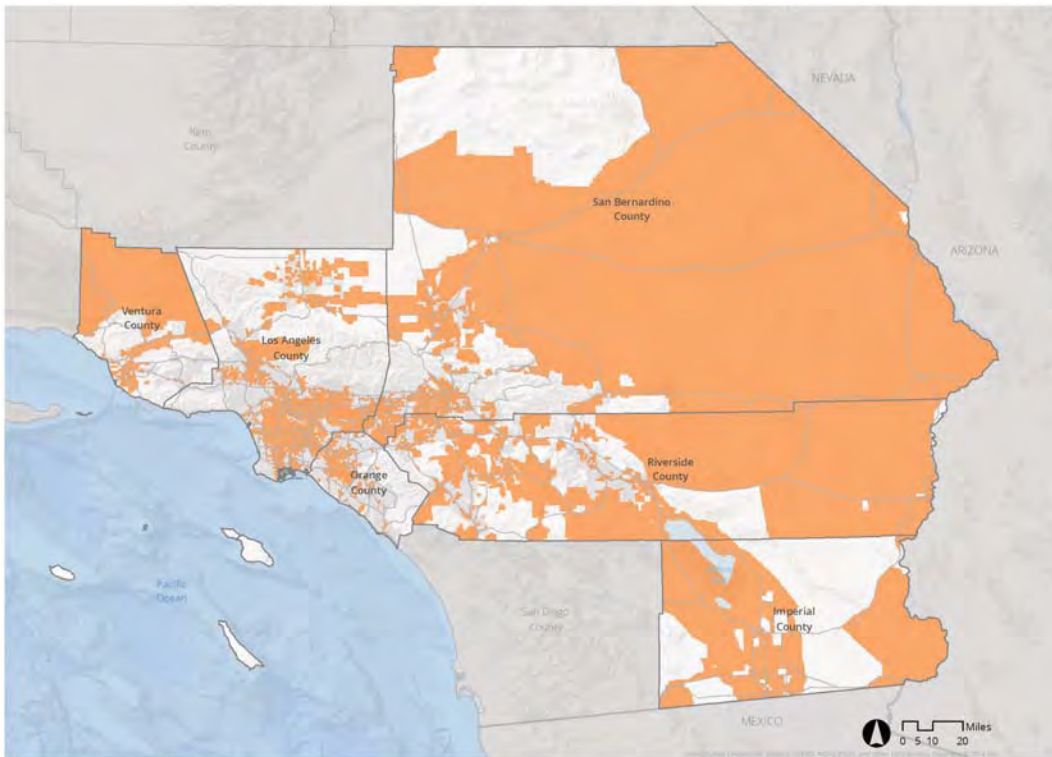 NEVADA
Kern
County
San Bernardino
County
ARIZONA
Ventura
County
Los Angeles
County
Riverside
County
Orange
County
Pacific
Ocean
San Diego
County
Imperial
County
MEXICO
Miles
0 5 10 20